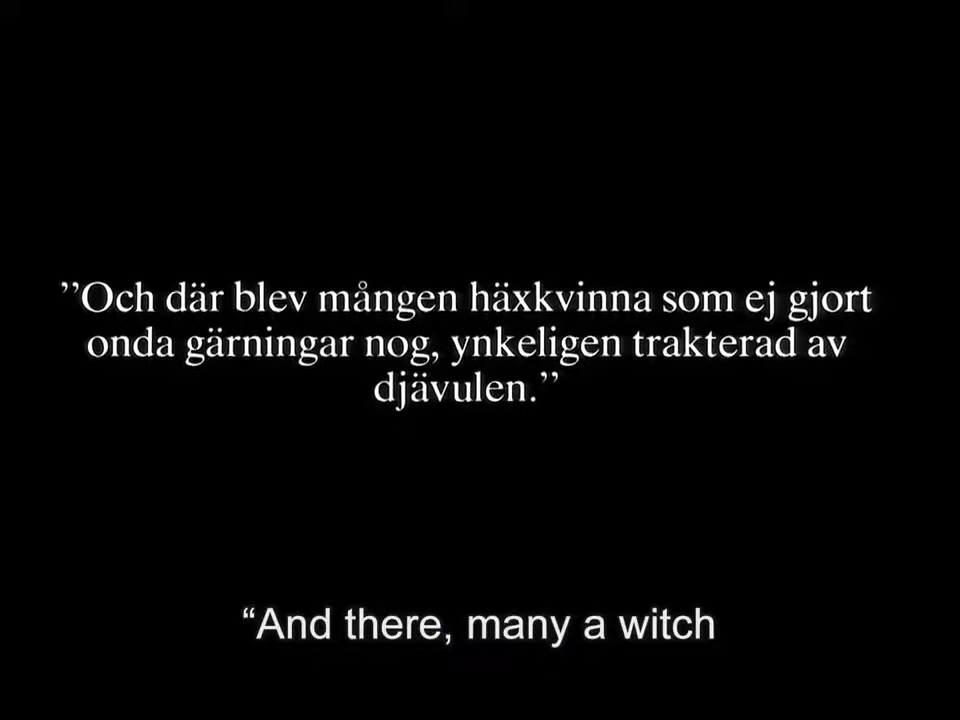 ”Och där blev mången häxkvinna som ej gjort
onda gärningar nog, ynkeligen trakterad av
djävulen.”
“And there, many a witch